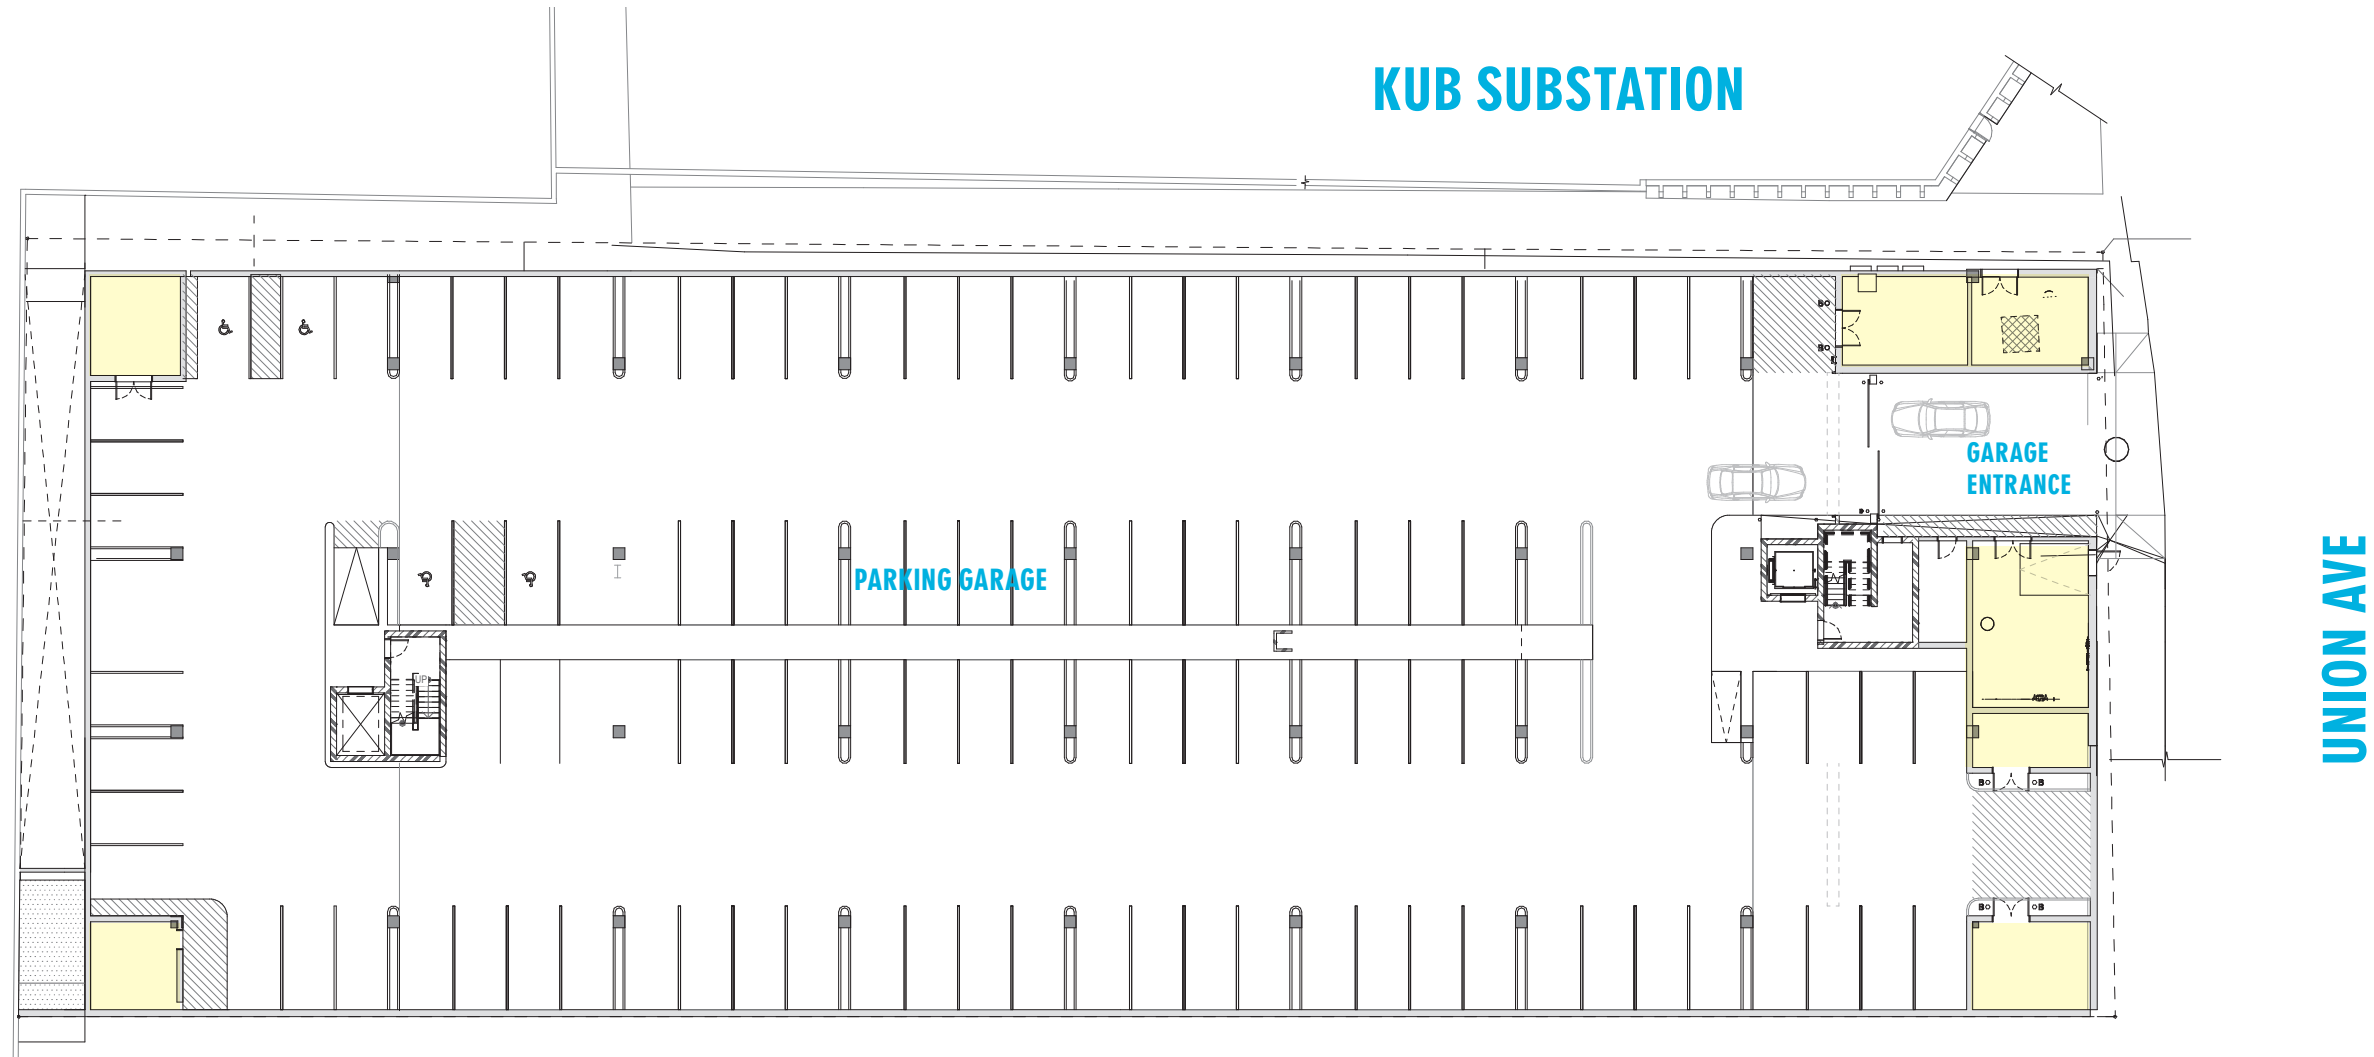 KUB SUBSTATION
GARAGE
ENTRANCE
PARKING GARAGE
UNION AVE
UP
B
B
B
B
B
B